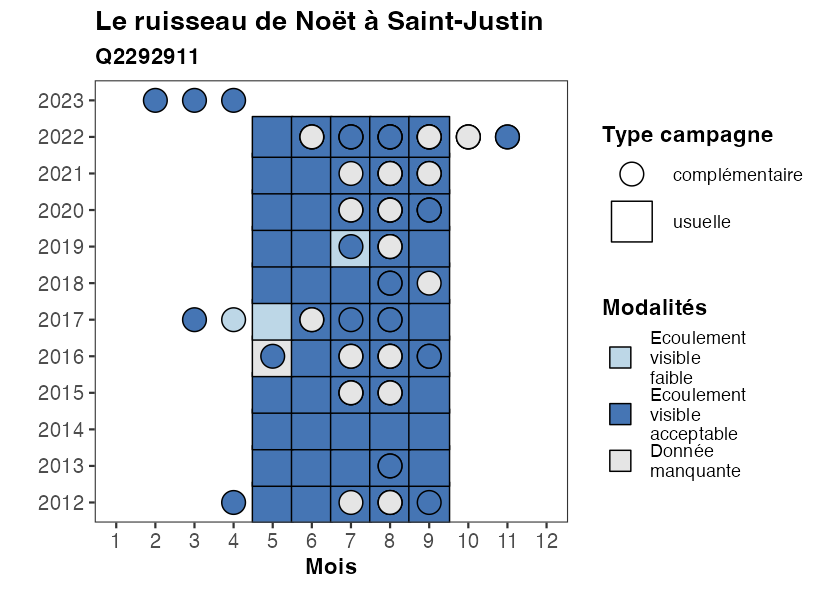 Le ruisseau de Noët à Saint-Justin
Q2292911
2023
2022
2021
2020
2019
2018
2017
2016
2015
2014
2013
2012
1 2 3 4 5 6 7 8 9 10 11 12
Mois
Type campagne
complémentaire
usuelle
Modalités
Ecoulement
visible
faible
Ecoulement
visible
acceptable
Donnée
manquante